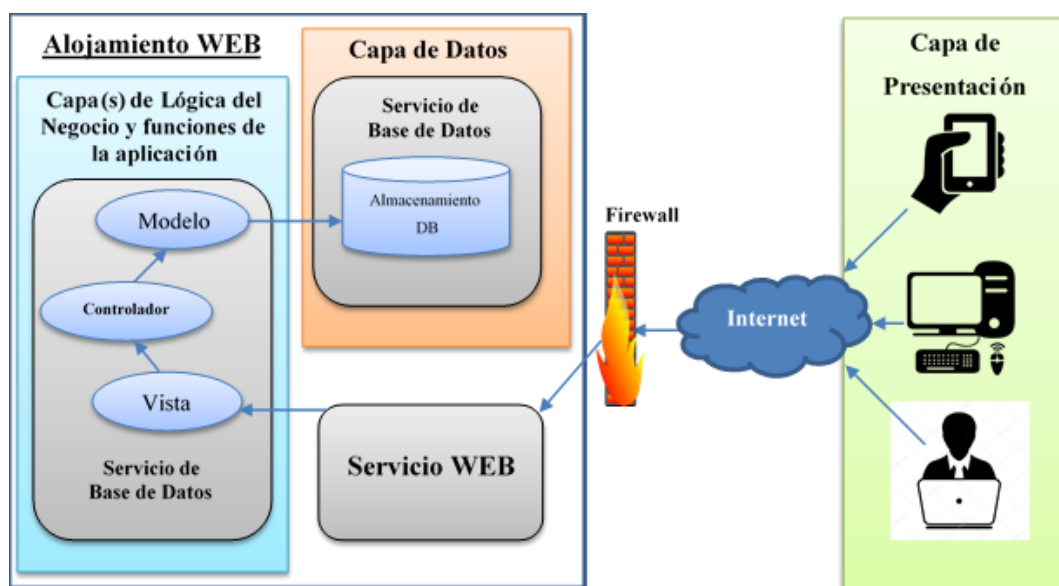 Alojamiento WEB
Capa(s) de Lógica del
Negocio y funciones de
la aplicación
Modelo
Controlador
Vista
Servicio de
Base de Datos
Capa de Datos
Servicio de
Base de Datos
Almacenamiento
DB
Servicio WEB
Firewall
Internet
Capa de
Presentación